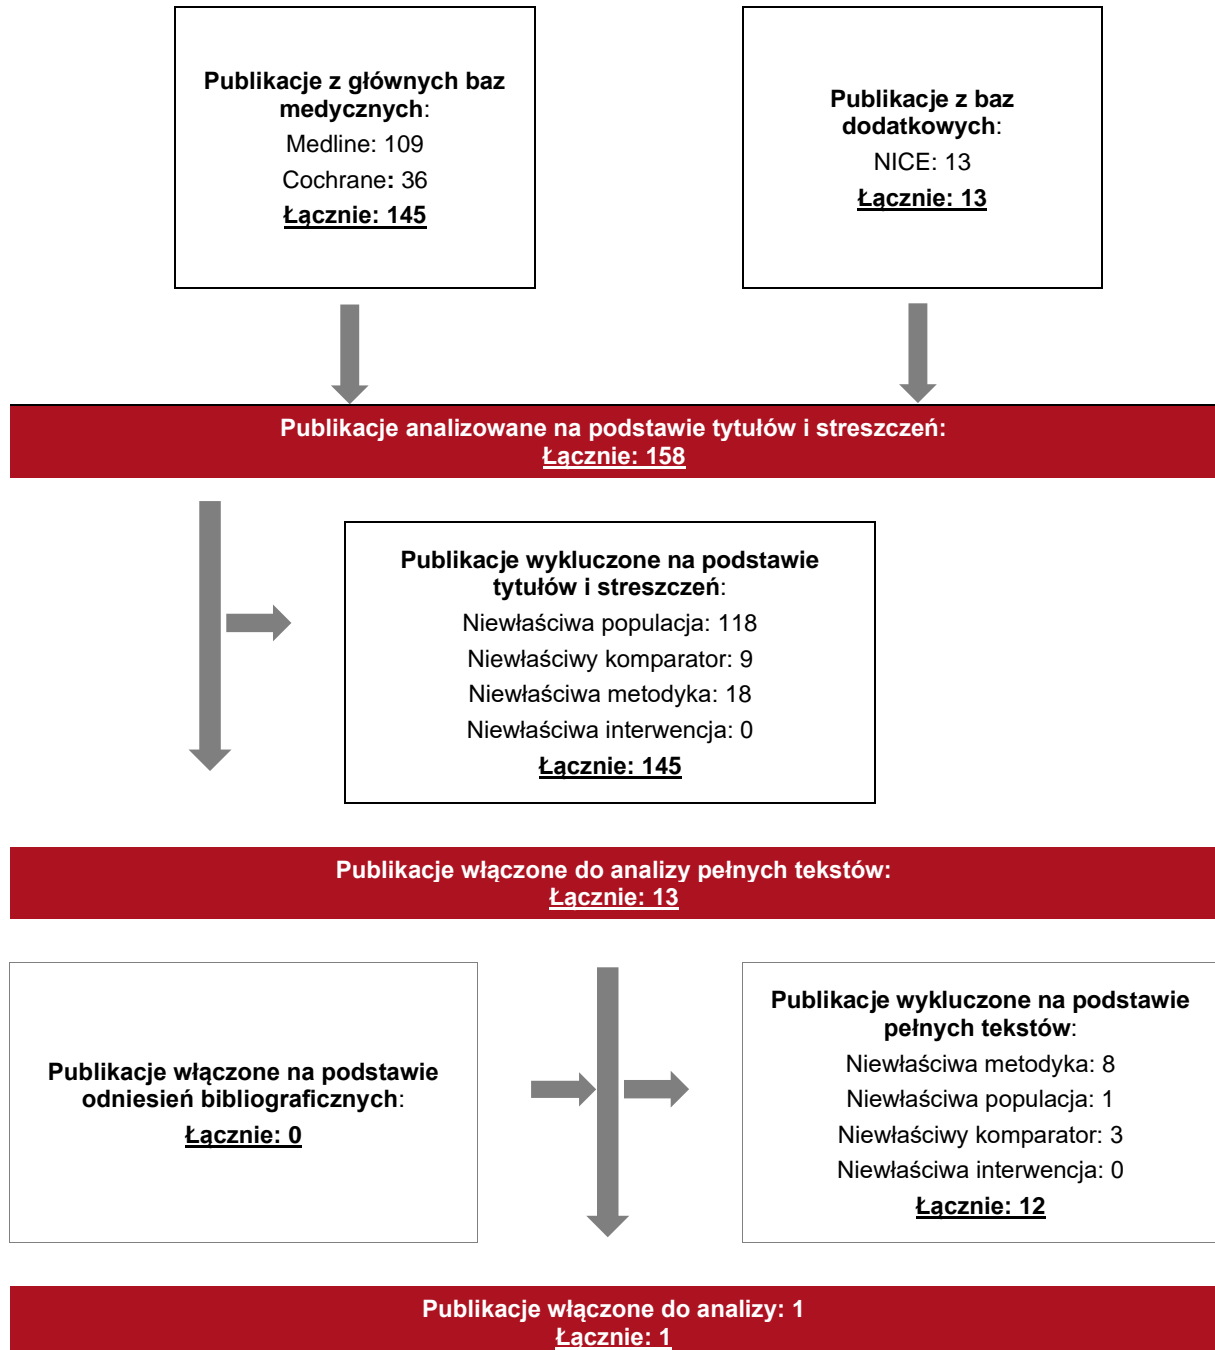 Publikacje z głównych baz
medycznych:
Medline: 109
Cochrane: 36
Łącznie: 145
Publikacje z baz
dodatkowych:
NICE: 13
Łącznie: 13
Publikacje analizowane na podstawie tytułów i streszczeń:
Łącznie: 158
Publikacje wykluczone na podstawie
tytułów i streszczeń:
Niewłaściwa populacja: 118
Niewłaściwy komparator: 9
Niewłaściwa metodyka: 18
Niewłaściwa interwencja: 0
Łącznie: 145
Publikacje włączone do analizy pełnych tekstów:
Łącznie: 13
Publikacje włączone na podstawie
odniesień bibliograficznych:
Łącznie: 0
Publikacje wykluczone na podstawie
pełnych tekstów:
Niewłaściwa metodyka: 8
Niewłaściwa populacja: 1
Niewłaściwy komparator: 3
Niewłaściwa interwencja: 0
Łącznie: 12
Publikacje włączone do analizy: 1
Łącznie: 1